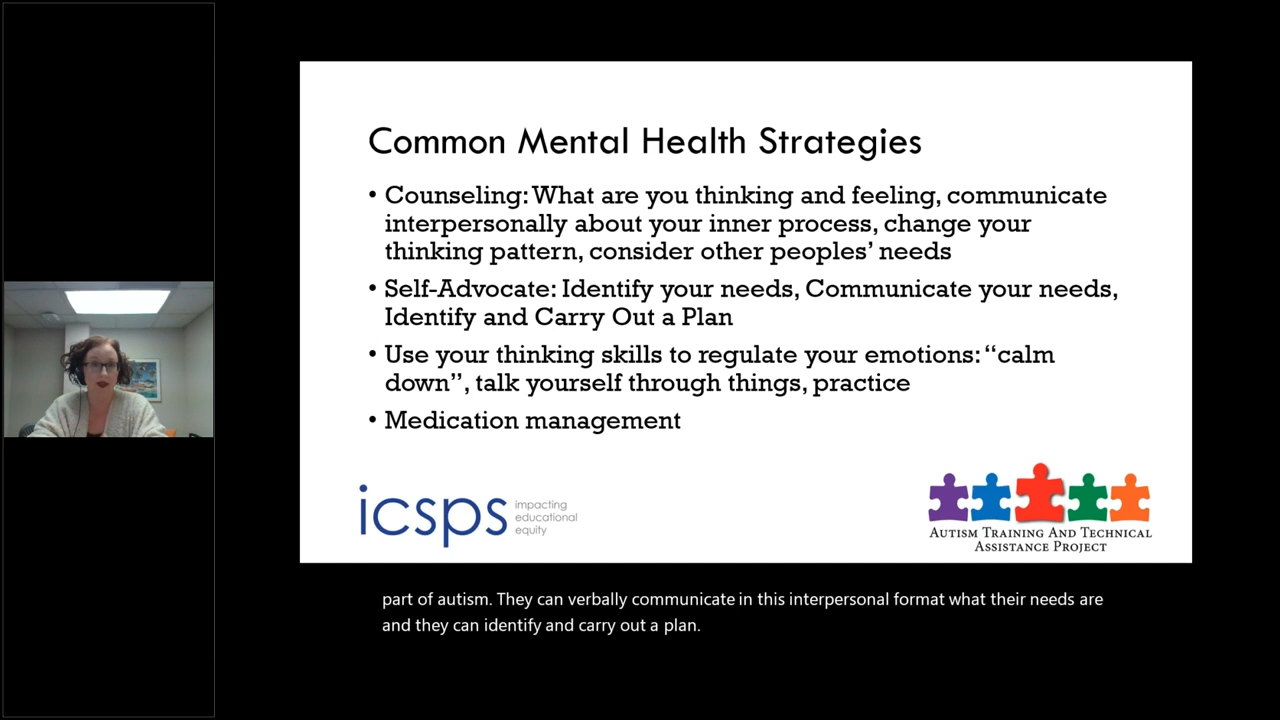 Common Mental Health Strategies
• Counseling: What are you thinking and feeling, communicate
interpersonally about your inner process, change your
thinking pattern, consider other peoples’ needs
• Self-Advocate: Identify your needs, Communicate your needs,
Identify and Carry Out a Plan
• Use your thinking skills to regulate your emotions: “calm
down”, talk yourself through things, practice
• Medication management
icsps
impacting
educational
equity
Autism Training And Technical
Assistance Project
part of autism. They can verbally communicate in this interpersonal format what their needs are
and they can identify and carry out a plan.